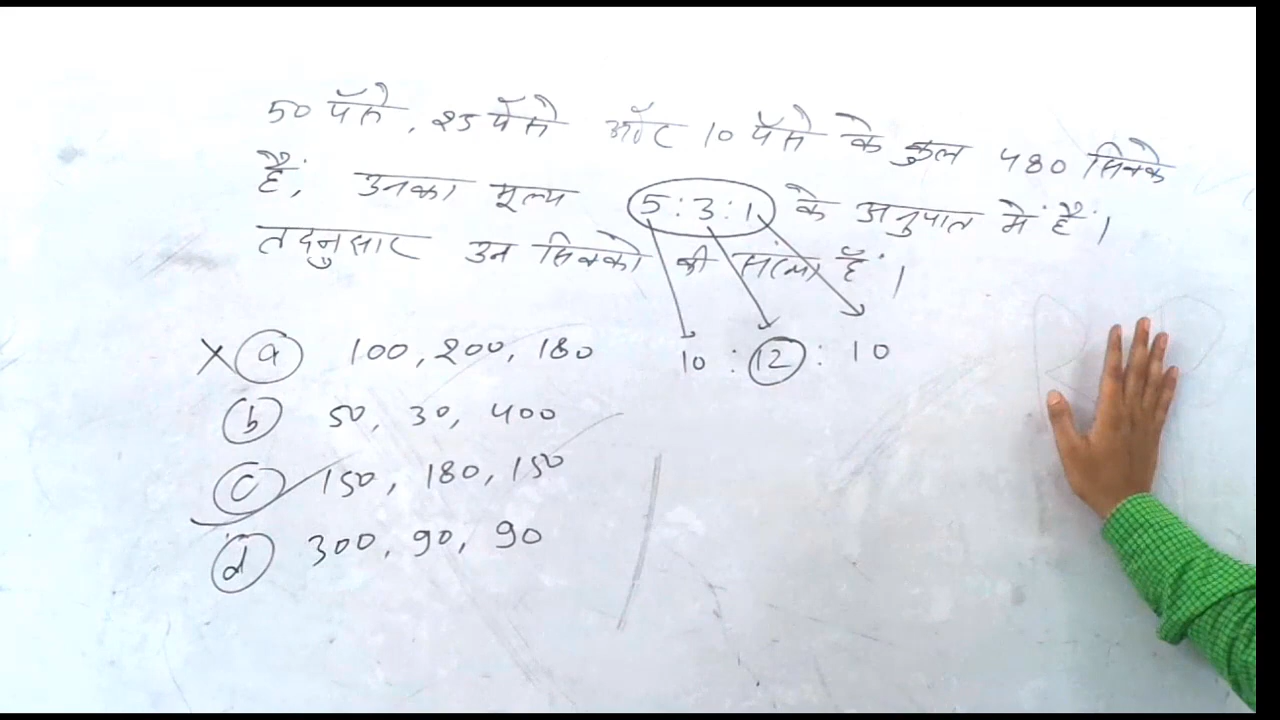 50 पैसे, 25 पैसे और 10 पैसे के कुल 480 सिक्के
हैं, उनका मूल्य 5:3:1 के अनुपात में हैं।
तदनुसार उन सिक्को की संख्या हैं।
X (a) 100, 200, 180 10 : 12 : 10
(b) 50, 30, 400
(c) 150, 180, 150
(d) 300, 90, 90